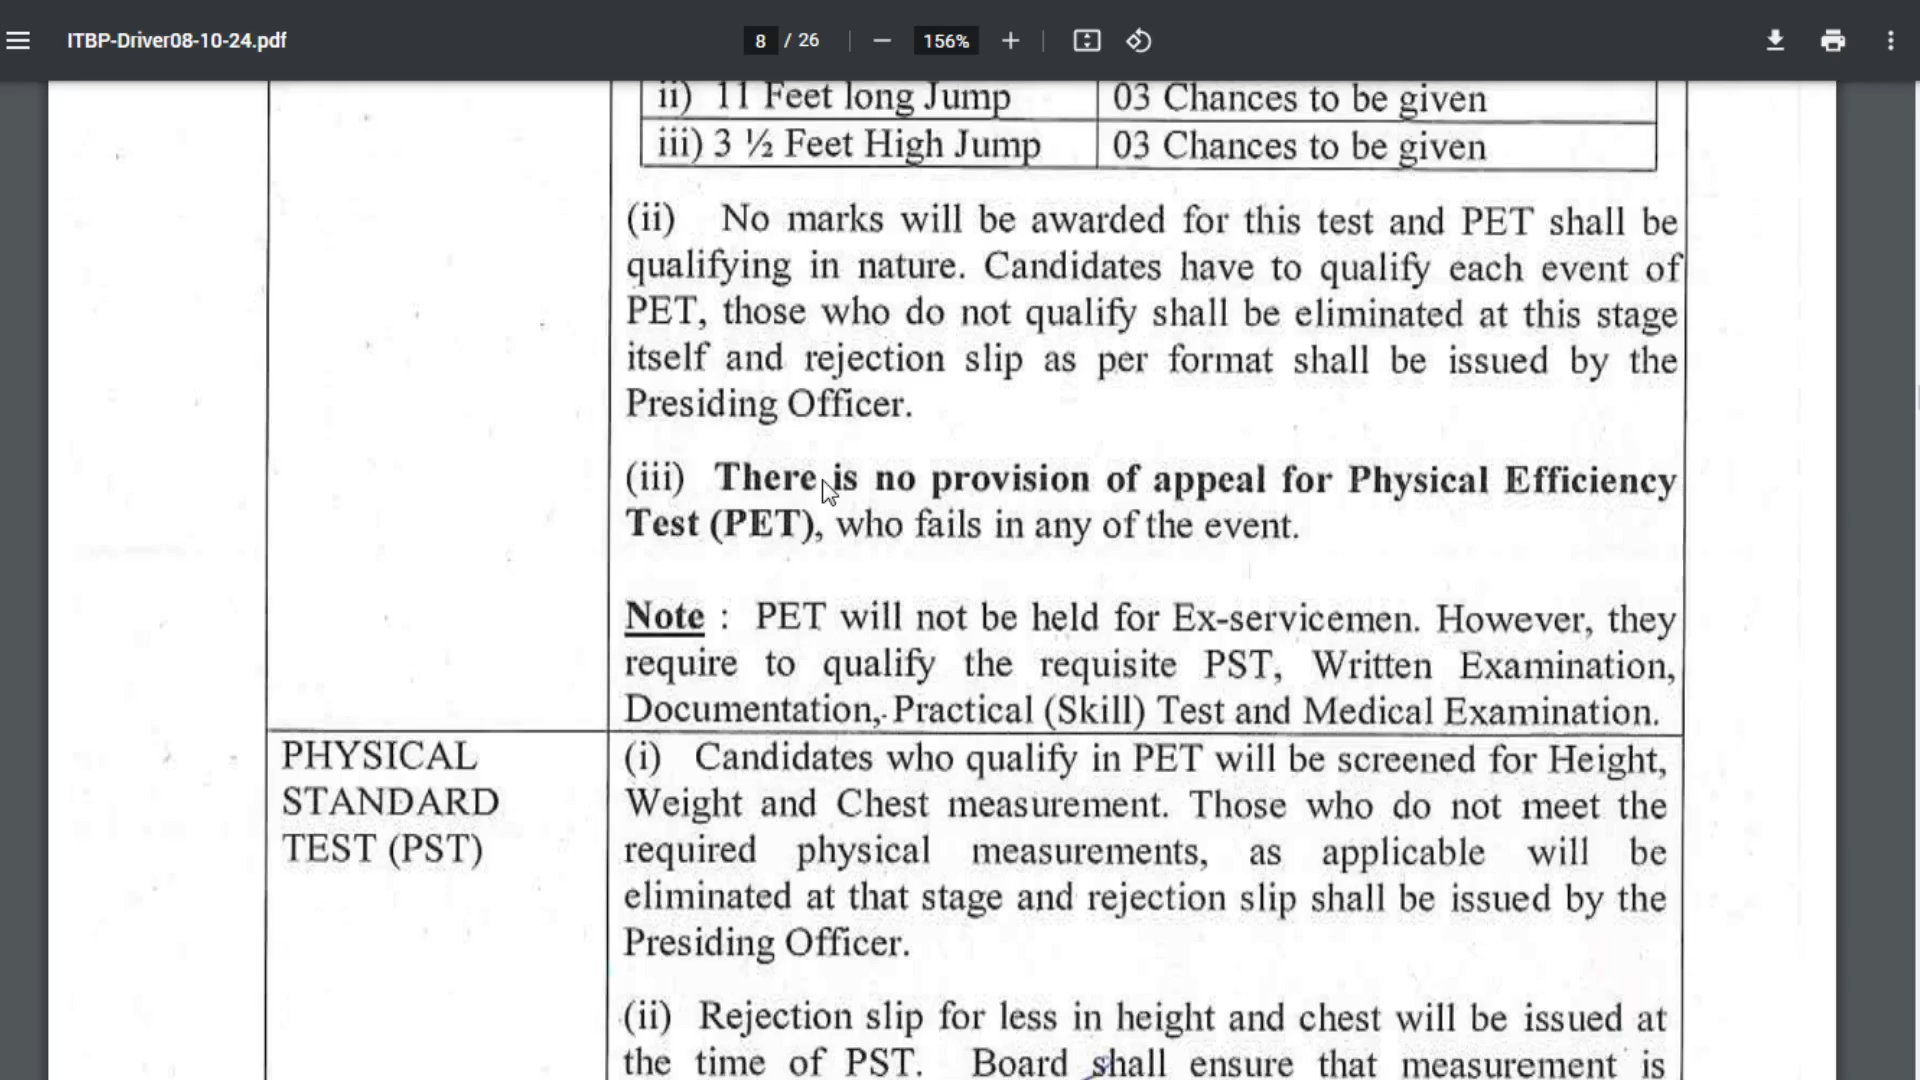 ITBP-Driver08-10-24.pdf
8 / 26
156%
ii) 11 Feet long Jump 03 Chances to be given
iii) 3 ½ Feet High Jump 03 Chances to be given
(ii) No marks will be awarded for this test and PET shall be
qualifying in nature. Candidates have to qualify each event of
PET, those who do not qualify shall be eliminated at this stage
itself and rejection slip as per format shall be issued by the
Presiding Officer.
(iii) There is no provision of appeal for Physical Efficiency
Test (PET), who fails in any of the event.
Note : PET will not be held for Ex-servicemen. However, they
require to qualify the requisite PST, Written Examination,
Documentation, Practical (Skill) Test and Medical Examination.
PHYSICAL
STANDARD
TEST (PST)
(i) Candidates who qualify in PET will be screened for Height,
Weight and Chest measurement. Those who do not meet the
required physical measurements, as applicable will be
eliminated at that stage and rejection slip shall be issued by the
Presiding Officer.
(ii) Rejection slip for less in height and chest will be issued at
the time of PST. Board shall ensure that measurement is